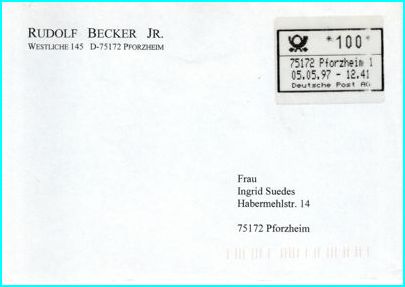 RUDOLF BECKER JR.
WESTLICHE 145 D-75172 PFORZHEIM
*100*
75172 Pforzheim 1
05.05.97 - 12.41
Deutsche Post AG
Frau
Ingrid Suedes
Habermehlstr. 14
75172 Pforzheim